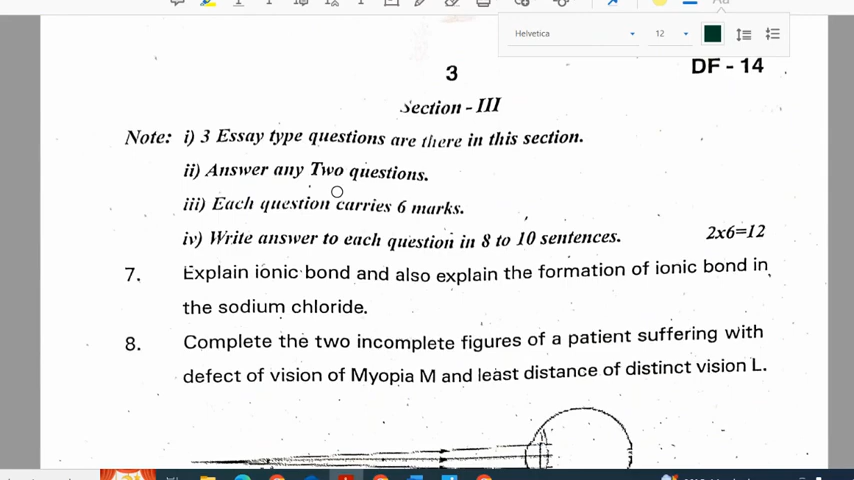 Helvetica
12
3
DF - 14
Section - III
Note: i) 3 Essay type questions are there in this section.
ii) Answer any Two questions.
iii) Each question carries 6 marks.
iv) Write answer to each question in 8 to 10 sentences. 2x6=12
7. Explain ionic bond and also explain the formation of ionic bond in
the sodium chloride.
8. Complete the two incomplete figures of a patient suffering with
defect of vision of Myopia M and least distance of distinct vision L.